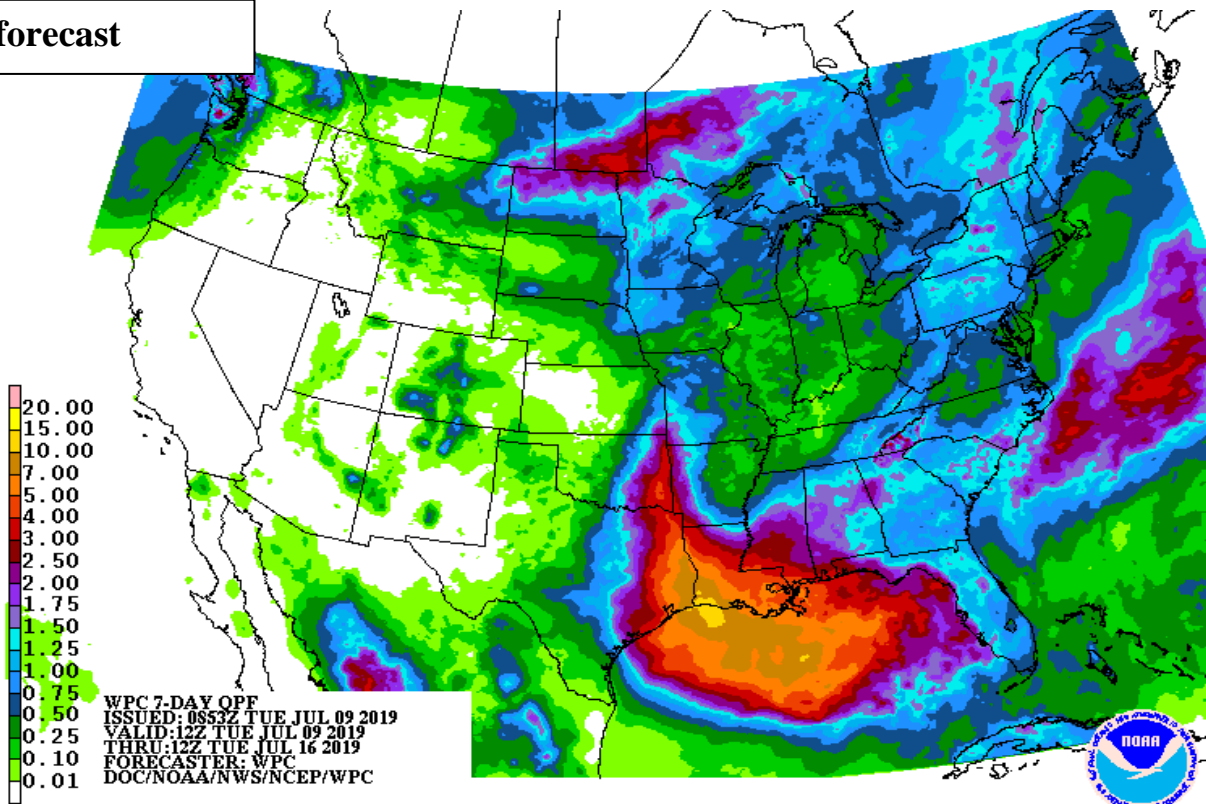 forecast
20.00
15.00
10.00
7.00
5.00
4.00
3.00
2.50
2.00
1.75
1.50
1.25
1.00
0.75
0.50
0.25
0.10
0.01
WPC 7-DAY QPF
ISSUED: 0853Z TUE JUL 09 2019
VALID:12Z TUE JUL 09 2019
THRU:12Z TUE JUL 16 2019
FORECASTER: WPC
DOC/NOAA/NWS/NCEP/WPC
NOAA